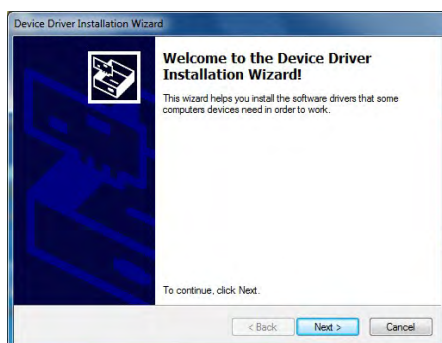 Device Driver Installation Wizard
Welcome to the Device Driver
Installation Wizard!
This wizard helps you install the software drivers that some
computers devices need in order to work.
To continue, click Next.
< Back
Next >
Cancel